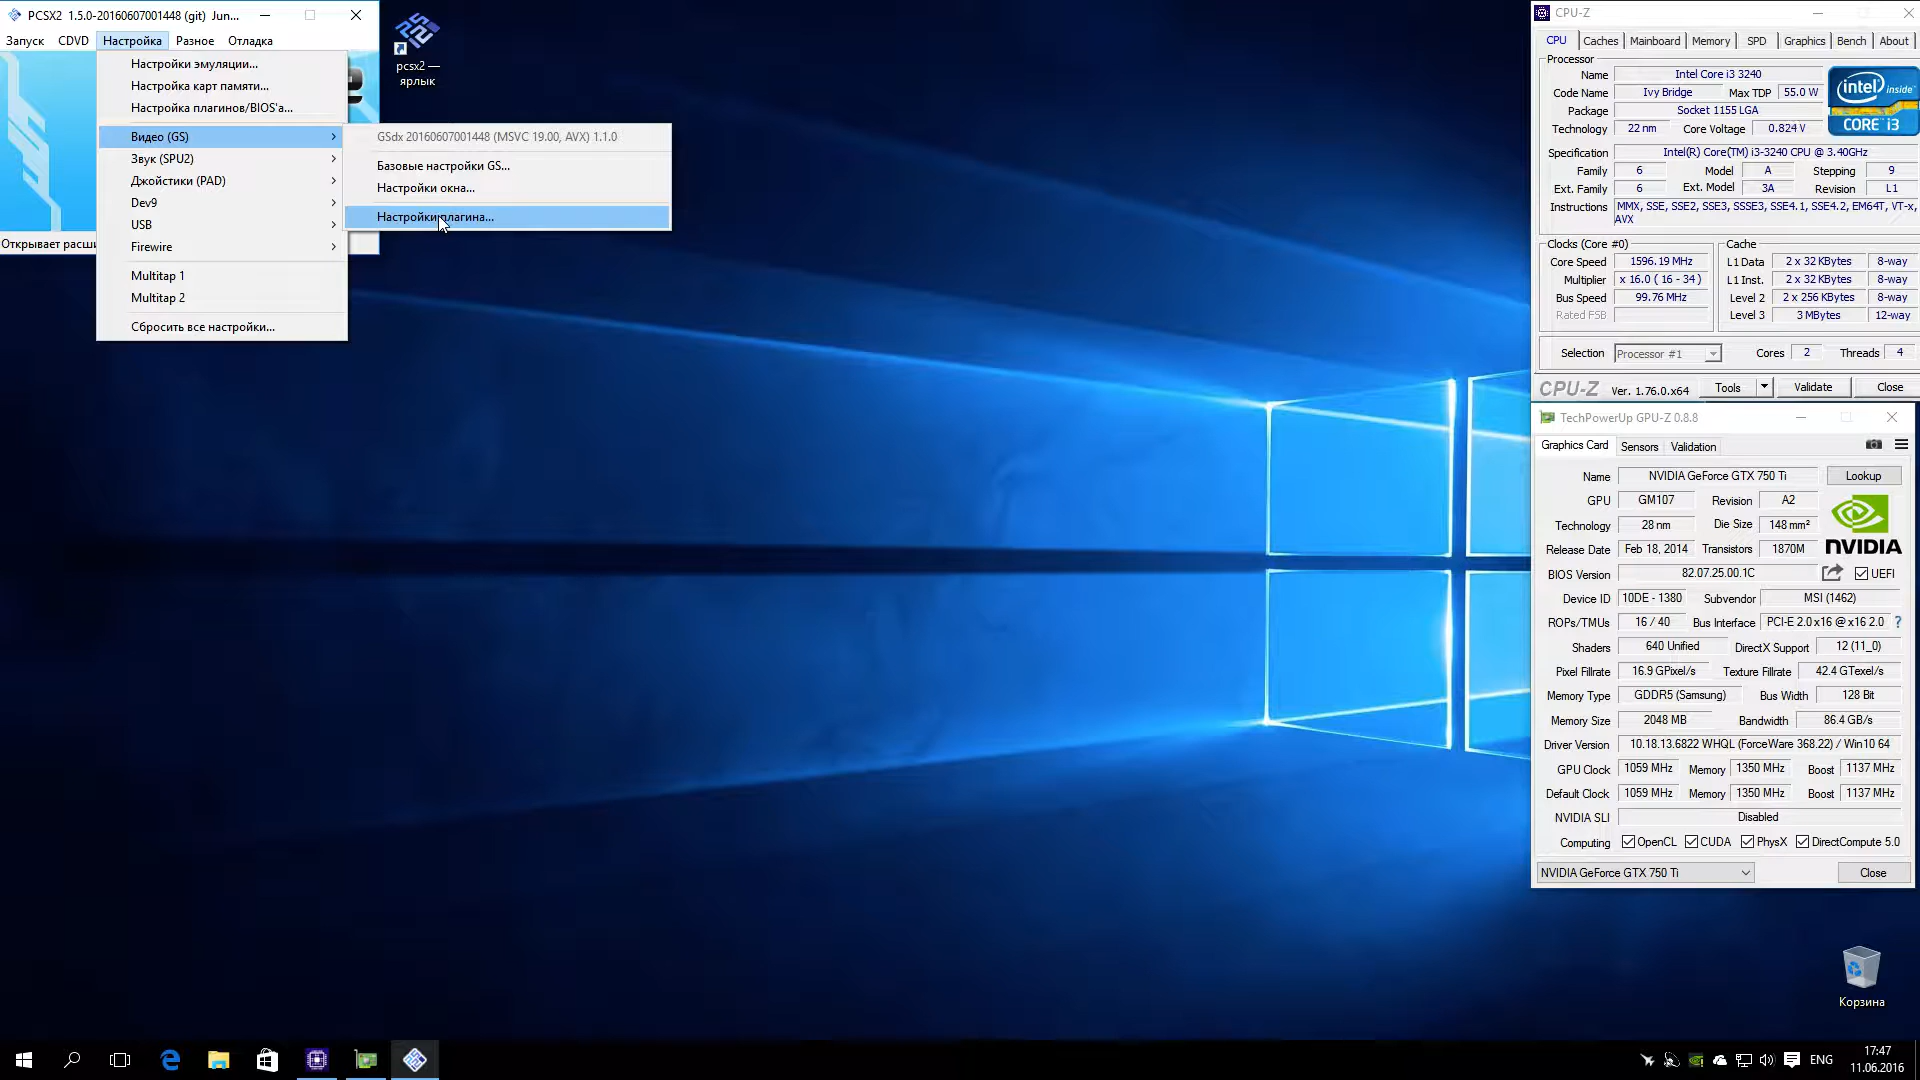 PCSX2 1.5.0-20160607001448 (git) Jun...
Запуск CDVD Настройка Разное Отладка
Настройки эмуляции...
Настройка карт памяти...
Настройка плагинов/BIOS'а...
Видео (GS)
Звук (SPU2)
Джойстики (PAD)
Dev9
USB
Firewire
Multitap 1
Multitap 2
Сбросить все настройки...
Открывает расши
GSdx 20160607001448 (MSVC 19.00, AVX) 1.1.0
Базовые настройки GS...
Настройки окна...
Настройки плагина...
pcsx2 —
ярлык
CPU-Z
CPU Caches Mainboard Memory SPD Graphics Bench About
Processor
Name Intel Core i3 3240
Code Name Ivy Bridge Max TDP 55.0 W
Package Socket 1155 LGA
Technology 22 nm Core Voltage 0.824 V
intel inside™
CORE i3
Specification Intel(R) Core(TM) i3-3240 CPU @ 3.40GHz
Family 6 Model A Stepping 9
Ext. Family 6 Ext. Model 3A Revision L1
Instructions MMX, SSE, SSE2, SSE3, SSSE3, SSE4.1, SSE4.2, EM64T, VT-x,
AVX
Clocks (Core #0)
Core Speed 1596.19 MHz
Multiplier x 16.0 ( 16 - 34 )
Bus Speed 99.76 MHz
Rated FSB
Cache
L1 Data 2 x 32 KBytes 8-way
L1 Inst. 2 x 32 KBytes 8-way
Level 2 2 x 256 KBytes 8-way
Level 3 3 MBytes 12-way
Selection Processor #1 Cores 2 Threads 4
CPU-Z Ver. 1.76.0.x64 Tools Validate Close
TechPowerUp GPU-Z 0.8.8
Graphics Card Sensors Validation
Name NVIDIA GeForce GTX 750 Ti Lookup
GPU GM107 Revision A2
Technology 28 nm Die Size 148 mm²
Release Date Feb 18, 2014 Transistors 1870M
NVIDIA
BIOS Version 82.07.25.00.1C UEFI
Device ID 10DE - 1380 Subvendor MSI (1462)
ROPs/TMUs 16 / 40 Bus Interface PCI-E 2.0 x16 @ x16 2.0 ?
Shaders 640 Unified DirectX Support 12 (11_0)
Pixel Fillrate 16.9 GPixel/s Texture Fillrate 42.4 GTexel/s
Memory Type GDDR5 (Samsung) Bus Width 128 Bit
Memory Size 2048 MB Bandwidth 86.4 GB/s
Driver Version 10.18.13.6822 WHQL (ForceWare 368.22) / Win10 64
GPU Clock 1059 MHz Memory 1350 MHz Boost 1137 MHz
Default Clock 1059 MHz Memory 1350 MHz Boost 1137 MHz
NVIDIA SLI Disabled
Computing OpenCL CUDA PhysX DirectCompute 5.0
NVIDIA GeForce GTX 750 Ti Close
Корзина
ENG
17:47
11.06.2016